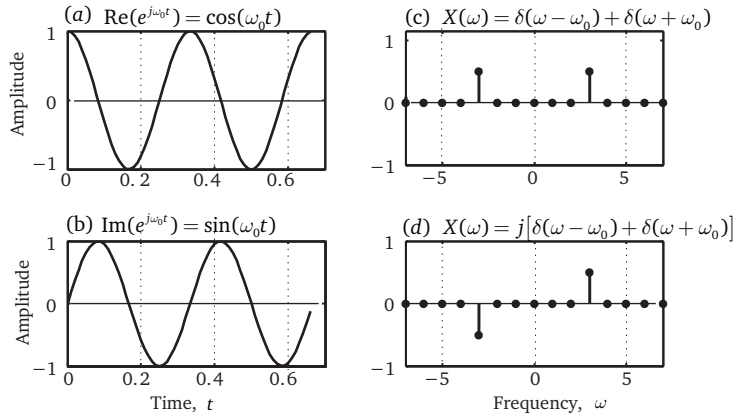 (a) Re(e^{jω₀t}) = cos(ω₀t)
1
0
−1
Amplitude
0 0.2 0.4 0.6
(c) X(ω) = δ(ω − ω₀) + δ(ω + ω₀)
1
0
−1
−5 0 5
(b) Im(e^{jω₀t}) = sin(ω₀t)
1
0
−1
Amplitude
0 0.2 0.4 0.6
Time, t
(d) X(ω) = j[δ(ω − ω₀) + δ(ω + ω₀)]
1
0
−1
−5 0 5
Frequency, ω